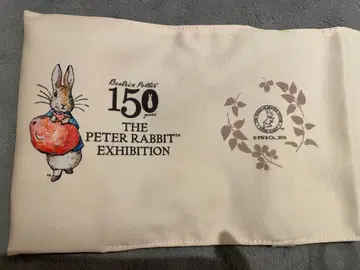 Beatrix Potter
150
years
THE
PETER RABBIT™
EXHIBITION
© FW & Co., 2016